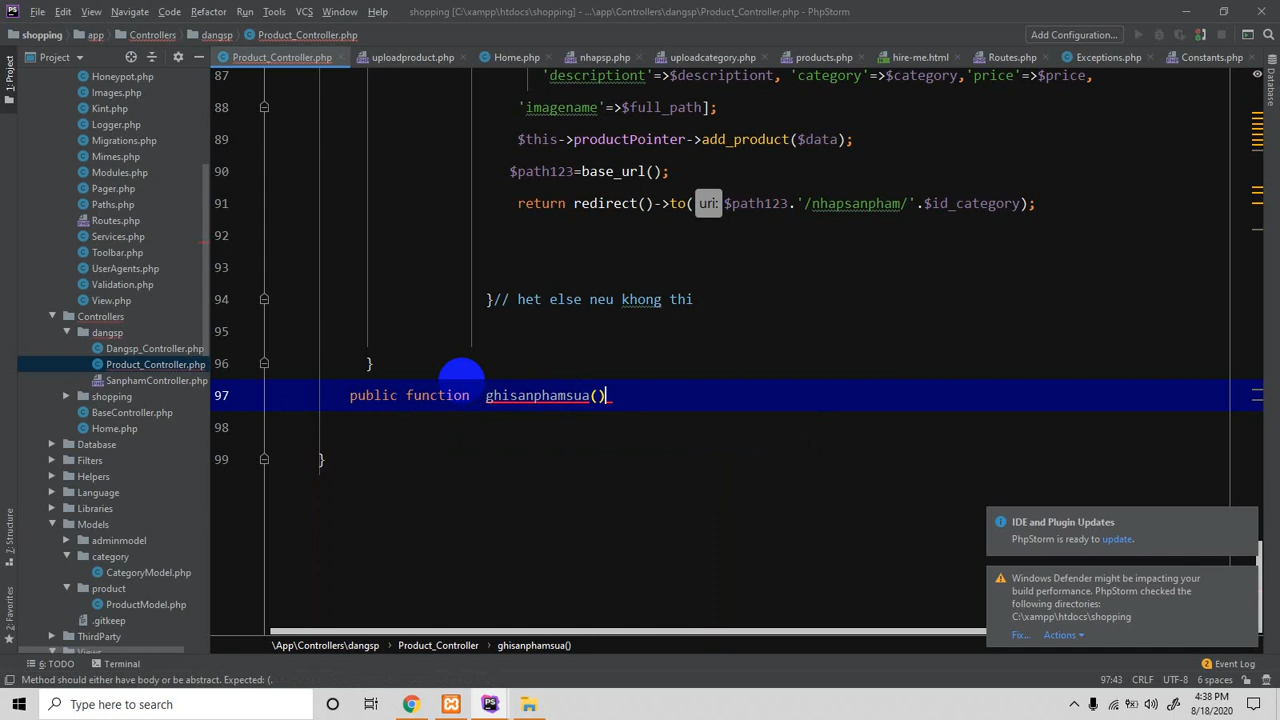 File Edit View Navigate Code Refactor Run Tools VCS Window Help shopping [C:\xampp\htdocs\shopping] - ...\app\Controllers\dangsp\Product_Controller.php - PhpStorm
shopping app Controllers dangsp Product_Controller.php Add Configuration...
Project Product_Controller.php uploadproduct.php Home.php nhapsp.php uploadcategory.php products.php hire-me.html Routes.php Exceptions.php Constants.php
1: Project
Database
7: Structure
2: Favorites
Honeypot.php
Images.php
Kint.php
Logger.php
Migrations.php
Mimes.php
Modules.php
Pager.php
Paths.php
Routes.php
Services.php
Toolbar.php
UserAgents.php
Validation.php
View.php
Controllers
dangsp
Dangsp_Controller.php
Product_Controller.php
SanphamController.php
shopping
BaseController.php
Home.php
Database
Filters
Helpers
Language
Libraries
Models
adminmodel
category
CategoryModel.php
product
ProductModel.php
.gitkeep
ThirdParty
Views
87 'descriptiont'=>$descriptiont, 'category'=>$category,'price'=>$price,
88 'imagename'=>$full_path];
89 $this->productPointer->add_product($data);
90 $path123=base_url();
91 return redirect()->to( uri: $path123.'/nhapsanpham/'.$id_category);
92
93
94 }// het else neu khong thi
95
96 }
97 public function ghisanphamsua()
98
99 }
IDE and Plugin Updates
PhpStorm is ready to update.
Windows Defender might be impacting your
build performance. PhpStorm checked the
following directories:
C:\xampp\htdocs\shopping
Fix... Actions
\App\Controllers\dangsp Product_Controller ghisanphamsua()
6: TODO Terminal 2 Event Log
Method should either have body or be abstract. Expected: (. 97:43 CRLF UTF-8 6 spaces
Type here to search
4:38 PM
8/18/2020